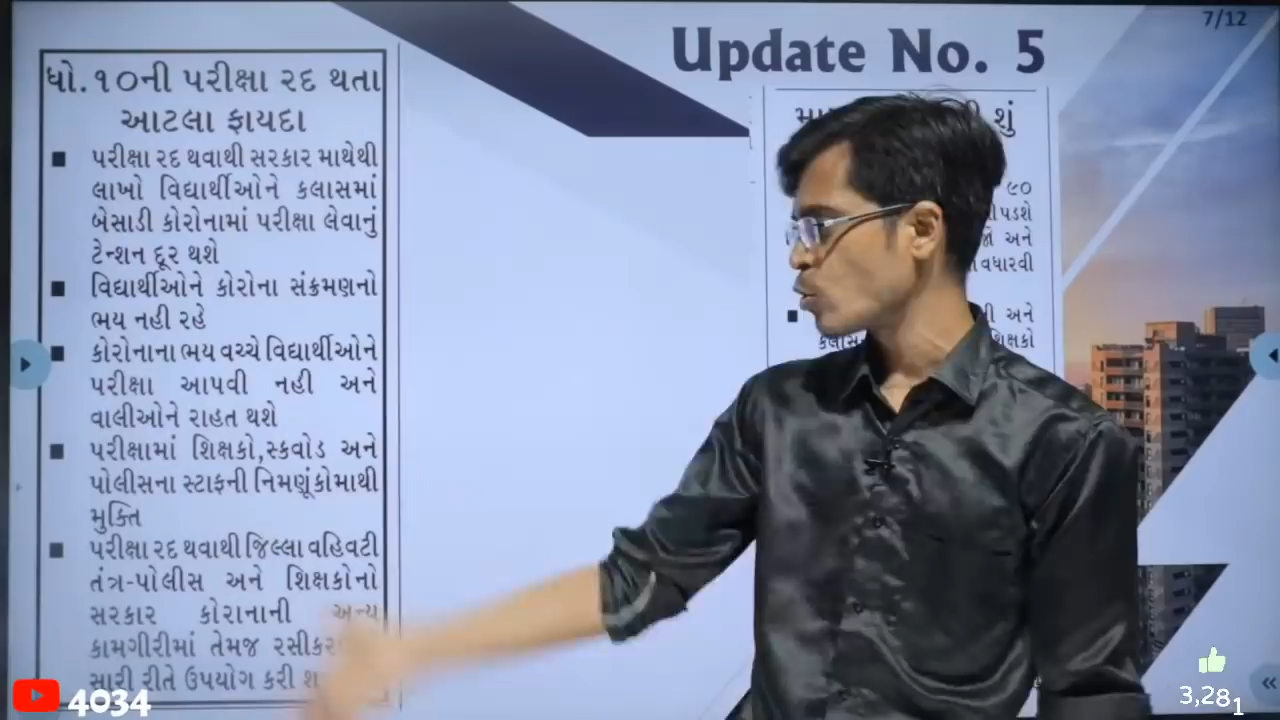 7/12
Update No. 5
ધો.૧૦ની પરીક્ષા રદ થતા
આટલા ફાયદા
■ પરીક્ષા રદ થવાથી સરકાર માથેથી
લાખો વિદ્યાર્થીઓને કલાસમાં
બેસાડી કોરોનામાં પરીક્ષા લેવાનું
ટેન્શન દૂર થશે
■ વિદ્યાર્થીઓને કોરોના સંક્રમણનો
ભય નહી રહે
■ કોરોનાના ભય વચ્ચે વિદ્યાર્થીઓને
પરીક્ષા આપવી નહી અને
વાલીઓને રાહત થશે
■ પરીક્ષામાં શિક્ષકો,સ્કવોડ અને
પોલીસના સ્ટાફની નિમણૂંકોમાથી
મુક્તિ
■ પરીક્ષા રદ થવાથી જિલ્લા વહિવટી
તંત્ર-પોલીસ અને શિક્ષકોનો
સરકાર કોરાનાની અન્ય
કામગીરીમાં તેમજ
સારી રીતે ઉપયોગ કરી
શું
૯૦
પડશે
અને
વધારવી
■ અને
4034
3,281